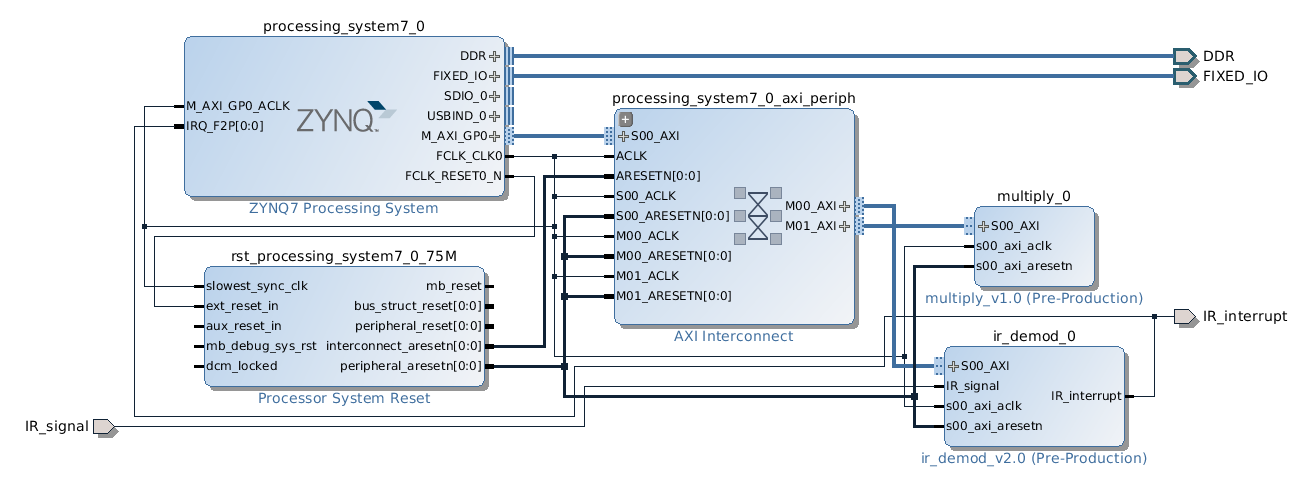 processing_system7_0
DDR
FIXED_IO
SDIO_0
USBIND_0
M_AXI_GP0
FCLK_CLK0
FCLK_RESET0_N
M_AXI_GP0_ACLK
IRQ_F2P[0:0]
ZYNQ
ZYNQ7 Processing System
DDR
FIXED_IO
processing_system7_0_axi_periph
S00_AXI
ACLK
ARESETN[0:0]
S00_ACLK
S00_ARESETN[0:0]
M00_ACLK
M00_ARESETN[0:0]
M01_ACLK
M01_ARESETN[0:0]
M00_AXI
M01_AXI
AXI Interconnect
multiply_0
S00_AXI
s00_axi_aclk
s00_axi_aresetn
multiply_v1.0 (Pre-Production)
rst_processing_system7_0_75M
slowest_sync_clk
ext_reset_in
aux_reset_in
mb_debug_sys_rst
dcm_locked
mb_reset
bus_struct_reset[0:0]
peripheral_reset[0:0]
interconnect_aresetn[0:0]
peripheral_aresetn[0:0]
Processor System Reset
IR_interrupt
ir_demod_0
S00_AXI
IR_signal
s00_axi_aclk
s00_axi_aresetn
IR_interrupt
ir_demod_v2.0 (Pre-Production)
IR_signal